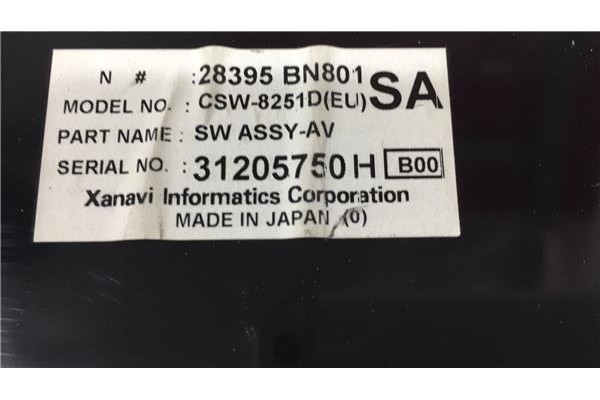 N # : 28395 BN801
MODEL NO. : CSW-8251D(EU) SA
PART NAME : SW ASSY-AV
SERIAL NO. : 31205750H B00
Xanavi Informatics Corporation
MADE IN JAPAN (0)